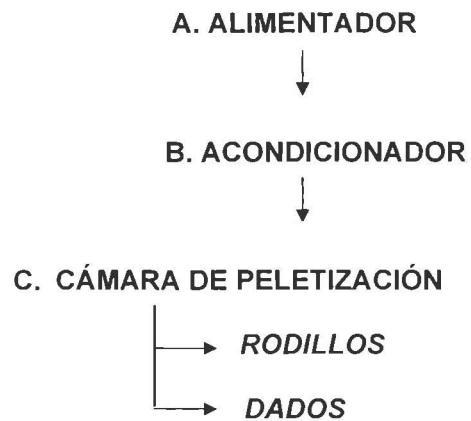 A. ALIMENTADOR
B. ACONDICIONADOR
C. CÁMARA DE PELETIZACIÓN
RODILLOS
DADOS